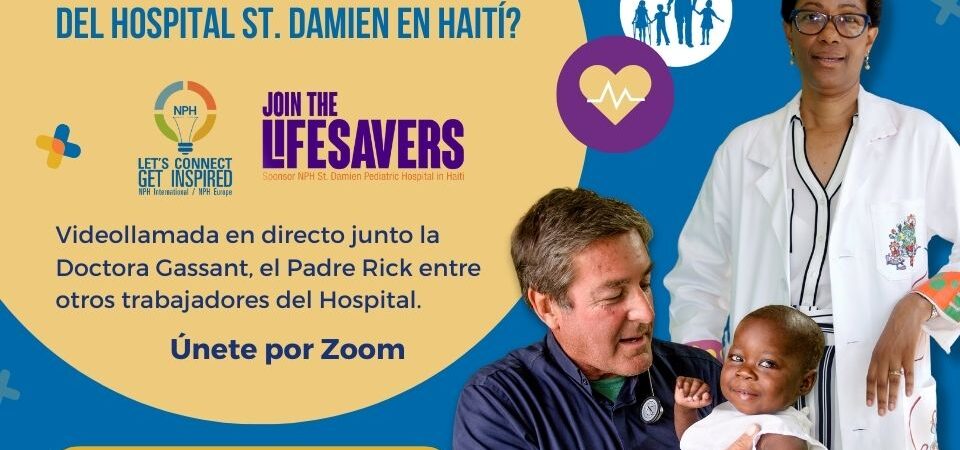 DEL HOSPITAL ST. DAMIEN EN HAITÍ?
NPH
LET'S CONNECT
GET INSPIRED
NPH International / NPH Europe
JOIN THE
LIFESAVERS
Sponsor NPH St. Damien Pediatric Hospital in Haiti
Videollamada en directo junto la
Doctora Gassant, el Padre Rick entre
otros trabajadores del Hospital.
Únete por Zoom